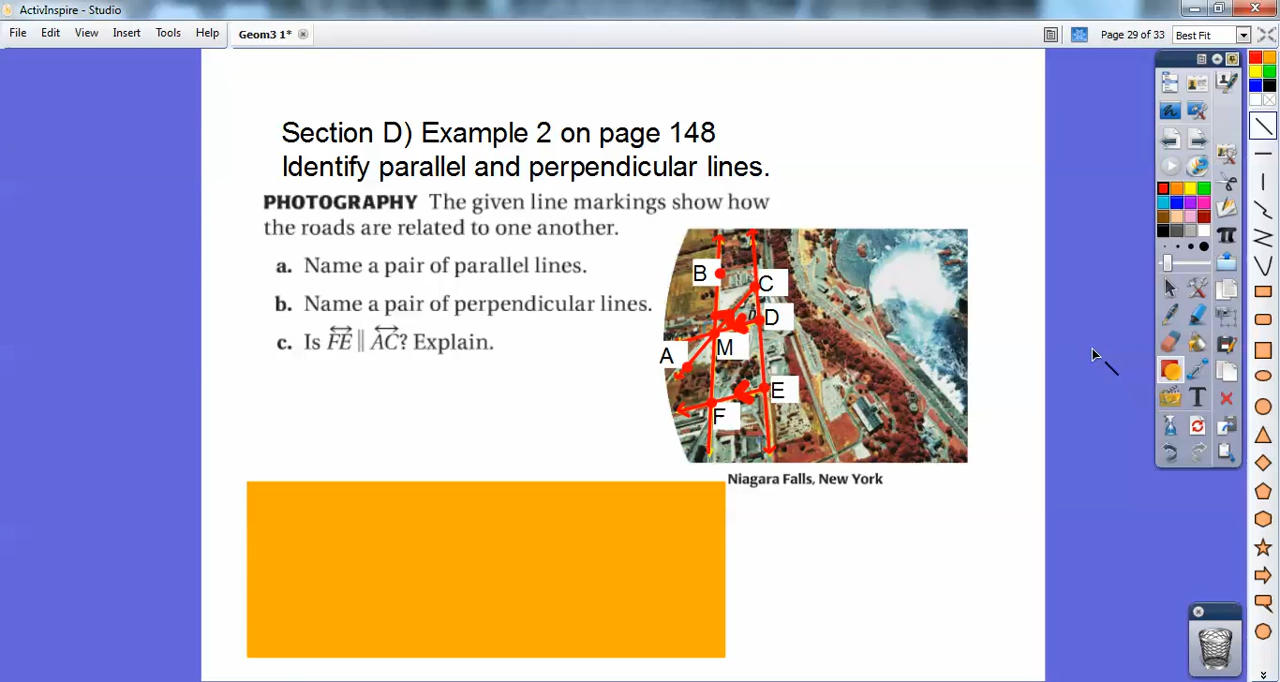 ActivInspire - Studio
File Edit View Insert Tools Help
Geom3 1*
Page 29 of 33
Best Fit
Section D) Example 2 on page 148
Identify parallel and perpendicular lines.
PHOTOGRAPHY The given line markings show how
the roads are related to one another.
a. Name a pair of parallel lines.
b. Name a pair of perpendicular lines.
c. Is FE ∥ AC? Explain.
B
C
D
M
A
E
F
Niagara Falls, New York